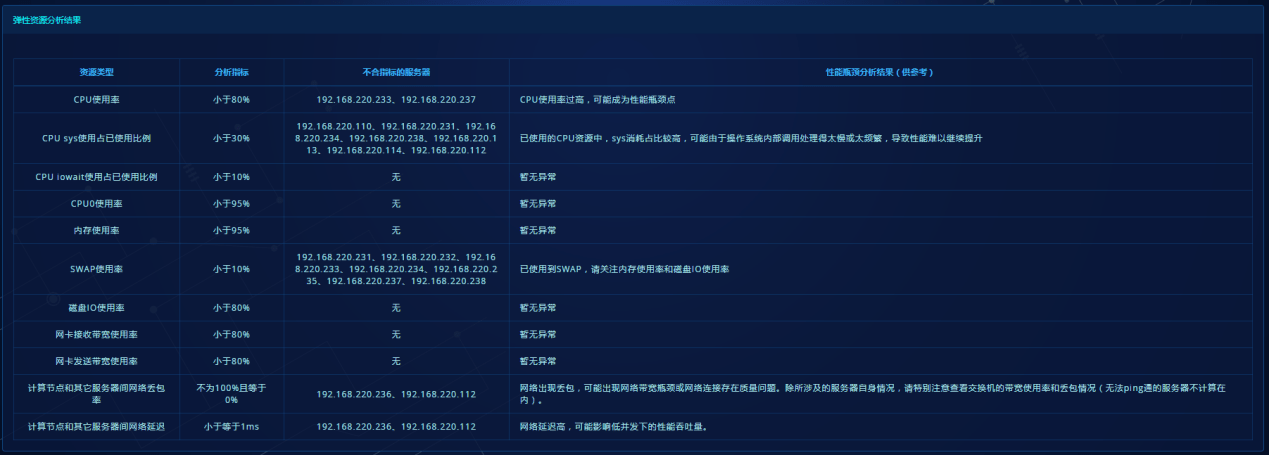 弹性资源分析结果
资源类型 分析指标 不合指标的服务器 性能瓶颈分析结果（供参考）
CPU使用率 小于80% 192.168.220.233、192.168.220.237 CPU使用率过高，可能成为性能瓶颈点
CPU sys使用占已使用比例 小于30% 192.168.220.110、192.168.220.231、192.16
8.220.234、192.168.220.238、192.168.220.1
13、192.168.220.114、192.168.220.112
已使用的CPU资源中，sys消耗占比较高，可能由于操作系统内部调用处理得太慢或太频繁，导致性能难以继续提升
CPU iowait使用占已使用比例 小于10% 无 暂无异常
CPU0使用率 小于95% 无 暂无异常
内存使用率 小于95% 无 暂无异常
SWAP使用率 小于10% 192.168.220.231、192.168.220.232、192.16
8.220.233、192.168.220.234、192.168.220.2
35、192.168.220.237、192.168.220.238
已使用到SWAP，请关注内存使用率和磁盘IO使用率
磁盘IO使用率 小于80% 无 暂无异常
网卡接收带宽使用率 小于80% 无 暂无异常
网卡发送带宽使用率 小于80% 无 暂无异常
计算节点和其它服务器间网络丢包
率
不为100%且等于
0%
192.168.220.236、192.168.220.112
网络出现丢包，可能出现网络带宽瓶颈或网络连接存在质量问题。除所涉及的服务器自身情况，请特别注意查看交换机的带宽使用率和丢包情况（无法ping通的服务器不计算在
内）。
计算节点和其它服务器间网络延迟 小于等于1ms 192.168.220.236、192.168.220.112 网络延迟高，可能影响低并发下的性能吞吐量。